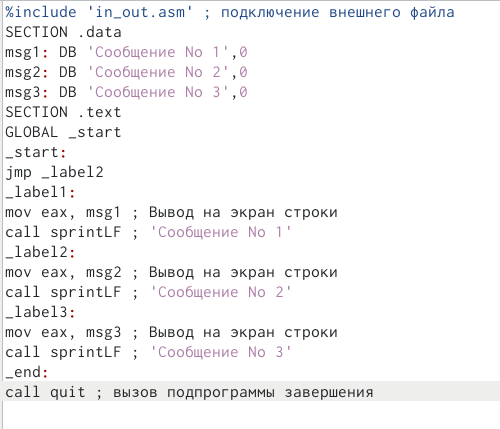 %include 'in_out.asm' ; подключение внешнего файла
SECTION .data
msg1: DB 'Сообщение No 1',0
msg2: DB 'Сообщение No 2',0
msg3: DB 'Сообщение No 3',0
SECTION .text
GLOBAL _start
_start:
jmp _label2
_label1:
mov eax, msg1 ; Вывод на экран строки
call sprintLF ; 'Сообщение No 1'
_label2:
mov eax, msg2 ; Вывод на экран строки
call sprintLF ; 'Сообщение No 2'
_label3:
mov eax, msg3 ; Вывод на экран строки
call sprintLF ; 'Сообщение No 3'
_end:
call quit ; вызов подпрограммы завершения